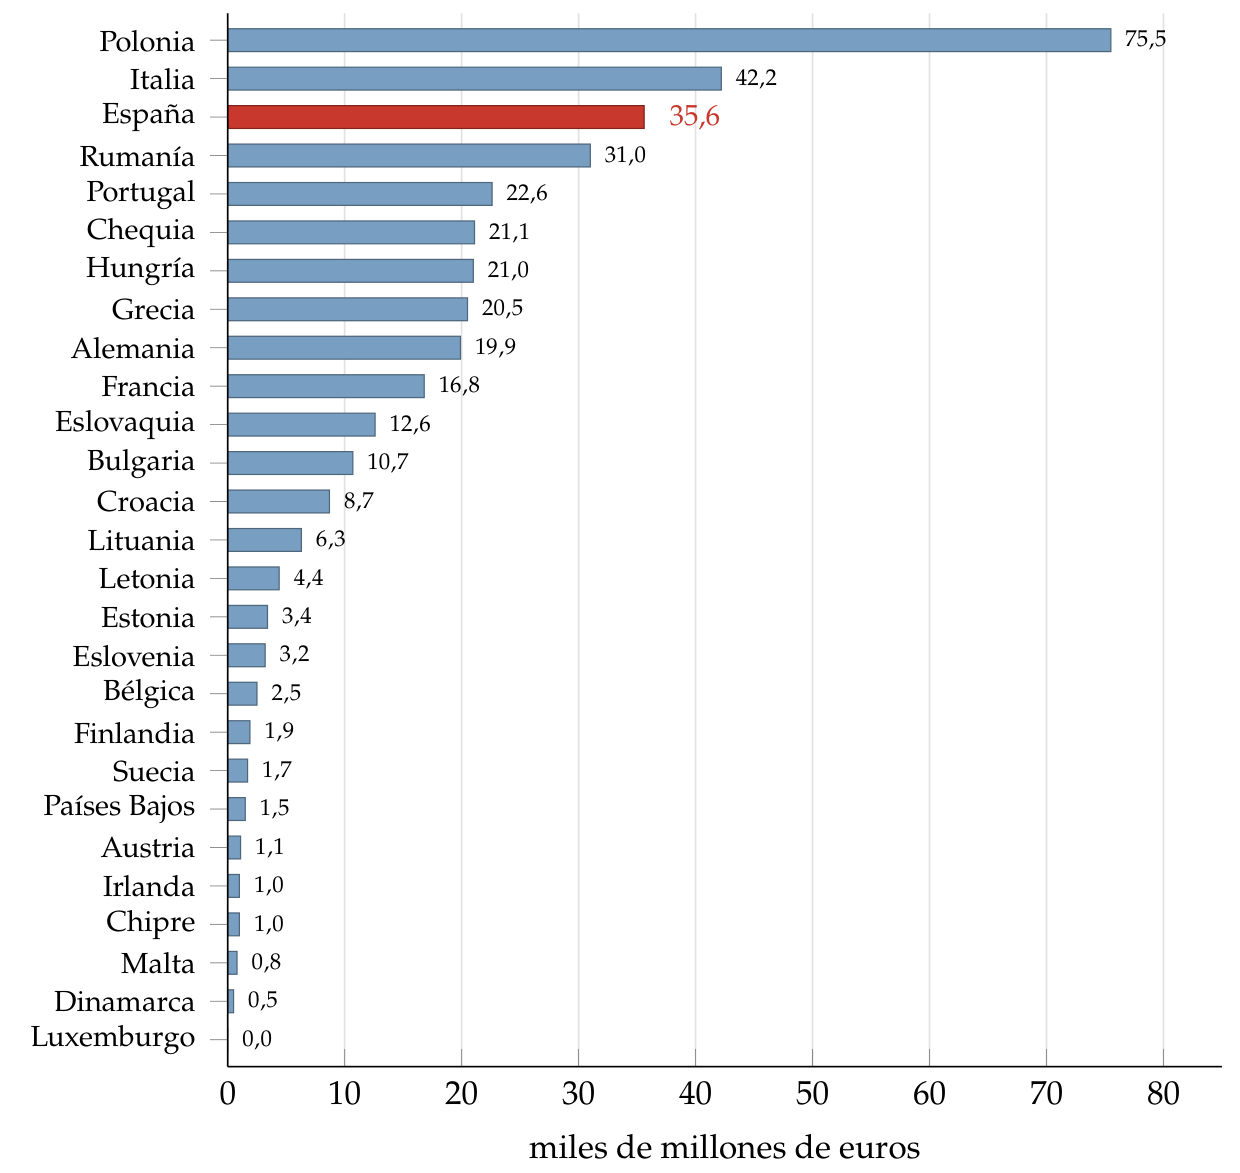 Polonia 75,5
Italia 42,2
España 35,6
Rumanía 31,0
Portugal 22,6
Chequia 21,1
Hungría 21,0
Grecia 20,5
Alemania 19,9
Francia 16,8
Eslovaquia 12,6
Bulgaria 10,7
Croacia 8,7
Lituania 6,3
Letonia 4,4
Estonia 3,4
Eslovenia 3,2
Bélgica 2,5
Finlandia 1,9
Suecia 1,7
Países Bajos 1,5
Austria 1,1
Irlanda 1,0
Chipre 1,0
Malta 0,8
Dinamarca 0,5
Luxemburgo 0,0
0 10 20 30 40 50 60 70 80
miles de millones de euros